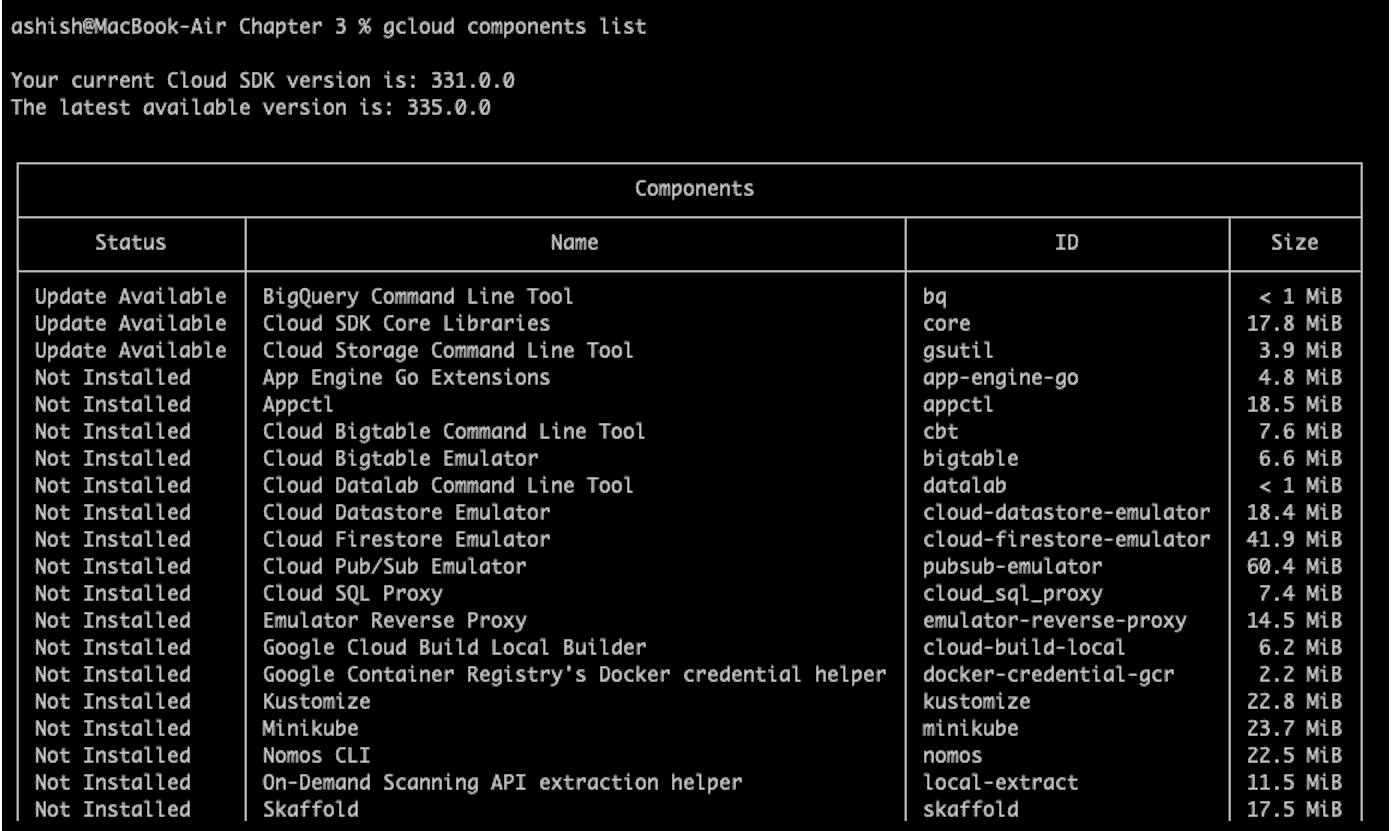 ashish@MacBook-Air Chapter 3 % gcloud components list
Your current Cloud SDK version is: 331.0.0
The latest available version is: 335.0.0
Components
Status Name ID Size
Update Available BigQuery Command Line Tool bq < 1 MiB
Update Available Cloud SDK Core Libraries core 17.8 MiB
Update Available Cloud Storage Command Line Tool gsutil 3.9 MiB
Not Installed App Engine Go Extensions app-engine-go 4.8 MiB
Not Installed Appctl appctl 18.5 MiB
Not Installed Cloud Bigtable Command Line Tool cbt 7.6 MiB
Not Installed Cloud Bigtable Emulator bigtable 6.6 MiB
Not Installed Cloud Datalab Command Line Tool datalab < 1 MiB
Not Installed Cloud Datastore Emulator cloud-datastore-emulator 18.4 MiB
Not Installed Cloud Firestore Emulator cloud-firestore-emulator 41.9 MiB
Not Installed Cloud Pub/Sub Emulator pubsub-emulator 60.4 MiB
Not Installed Cloud SQL Proxy cloud_sql_proxy 7.4 MiB
Not Installed Emulator Reverse Proxy emulator-reverse-proxy 14.5 MiB
Not Installed Google Cloud Build Local Builder cloud-build-local 6.2 MiB
Not Installed Google Container Registry's Docker credential helper docker-credential-gcr 2.2 MiB
Not Installed Kustomize kustomize 22.8 MiB
Not Installed Minikube minikube 23.7 MiB
Not Installed Nomos CLI nomos 22.5 MiB
Not Installed On-Demand Scanning API extraction helper local-extract 11.5 MiB
Not Installed Skaffold skaffold 17.5 MiB